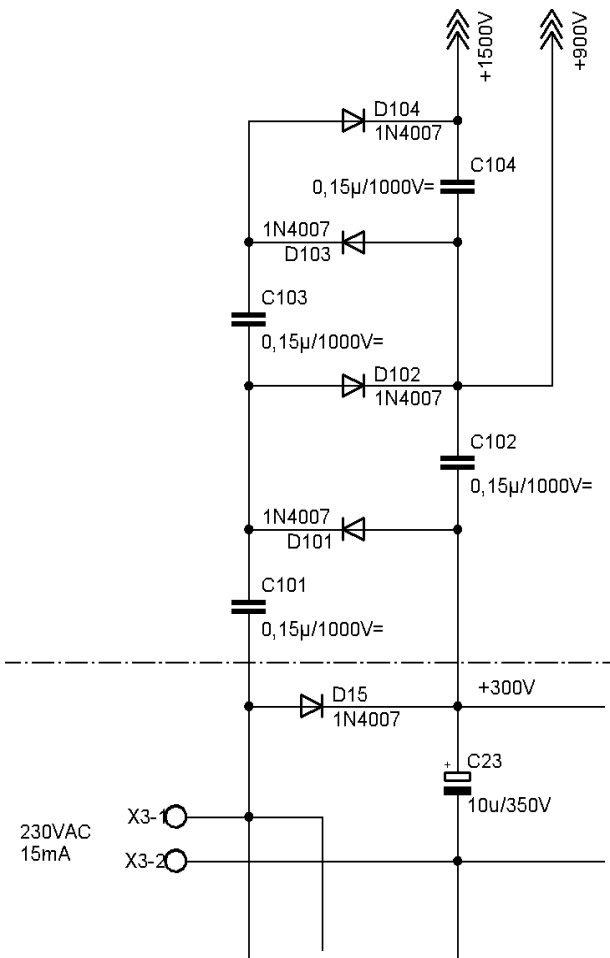 +1500V
+900V
D104
1N4007
C104
0,15µ/1000V=
1N4007
D103
C103
0,15µ/1000V=
D102
1N4007
C102
0,15µ/1000V=
1N4007
D101
C101
0,15µ/1000V=
D15
1N4007
+300V
+
C23
10u/350V
230VAC
15mA
X3-1
X3-2